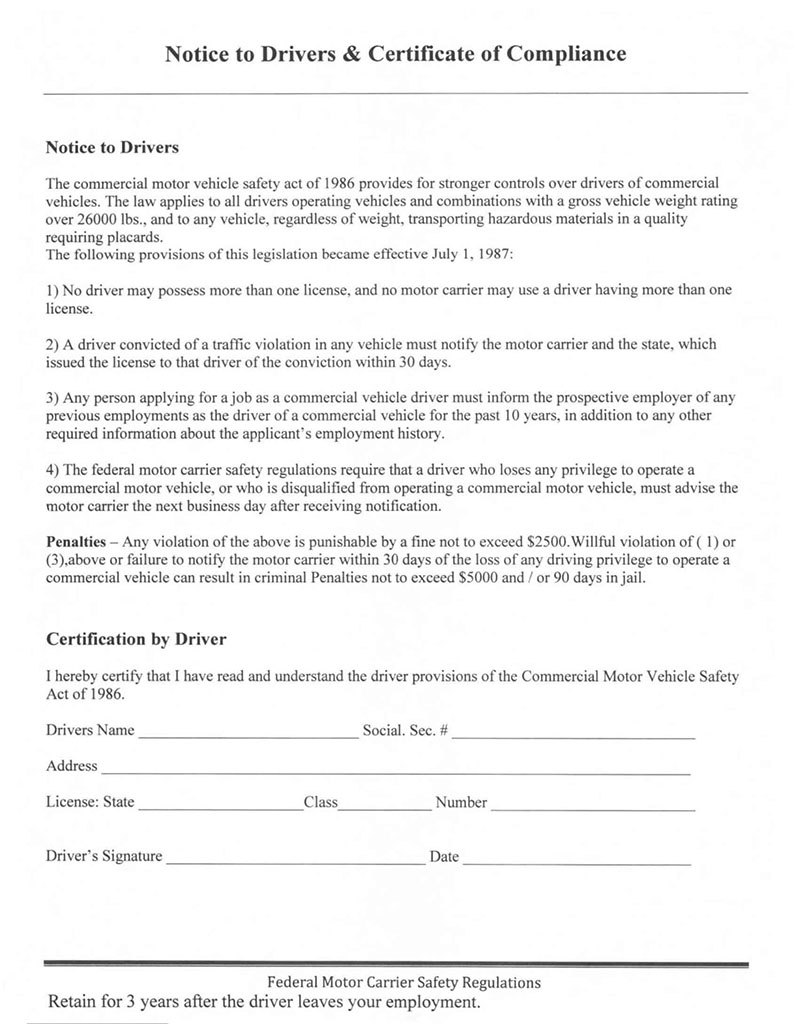 Notice to Drivers & Certificate of Compliance
Notice to Drivers
The commercial motor vehicle safety act of 1986 provides for stronger controls over drivers of commercial
vehicles. The law applies to all drivers operating vehicles and combinations with a gross vehicle weight rating
over 26000 lbs., and to any vehicle, regardless of weight, transporting hazardous materials in a quality
requiring placards.
The following provisions of this legislation became effective July 1, 1987:
1) No driver may possess more than one license, and no motor carrier may use a driver having more than one
license.
2) A driver convicted of a traffic violation in any vehicle must notify the motor carrier and the state, which
issued the license to that driver of the conviction within 30 days.
3) Any person applying for a job as a commercial vehicle driver must inform the prospective employer of any
previous employments as the driver of a commercial vehicle for the past 10 years, in addition to any other
required information about the applicant's employment history.
4) The federal motor carrier safety regulations require that a driver who loses any privilege to operate a
commercial motor vehicle, or who is disqualified from operating a commercial motor vehicle, must advise the
motor carrier the next business day after receiving notification.
Penalties – Any violation of the above is punishable by a fine not to exceed $2500.Willful violation of ( 1) or
(3),above or failure to notify the motor carrier within 30 days of the loss of any driving privilege to operate a
commercial vehicle can result in criminal Penalties not to exceed $5000 and / or 90 days in jail.
Certification by Driver
I hereby certify that I have read and understand the driver provisions of the Commercial Motor Vehicle Safety
Act of 1986.
Drivers Name ____________________ Social. Sec. # ____________________
Address ____________________
License: State ____________________Class__________ Number ____________________
Driver's Signature ____________________ Date ____________________
Federal Motor Carrier Safety Regulations
Retain for 3 years after the driver leaves your employment.